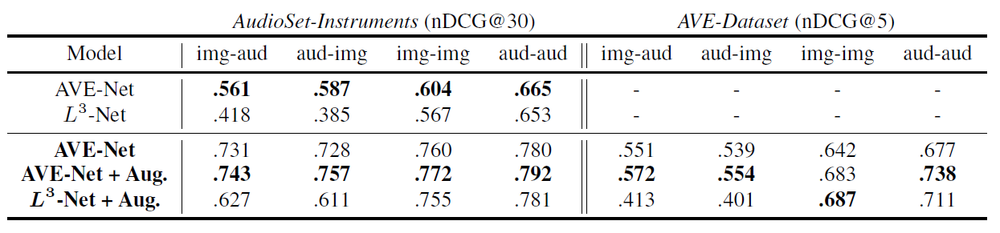 AudioSet-Instruments (nDCG@30) AVE-Dataset (nDCG@5)
Model img-aud aud-img img-img aud-aud img-aud aud-img img-img aud-aud
AVE-Net .561 .587 .604 .665 - - - -
L³-Net .418 .385 .567 .653 - - - -
AVE-Net .731 .728 .760 .780 .551 .539 .642 .677
AVE-Net + Aug. .743 .757 .772 .792 .572 .554 .683 .738
L³-Net + Aug. .627 .611 .755 .781 .413 .401 .687 .711